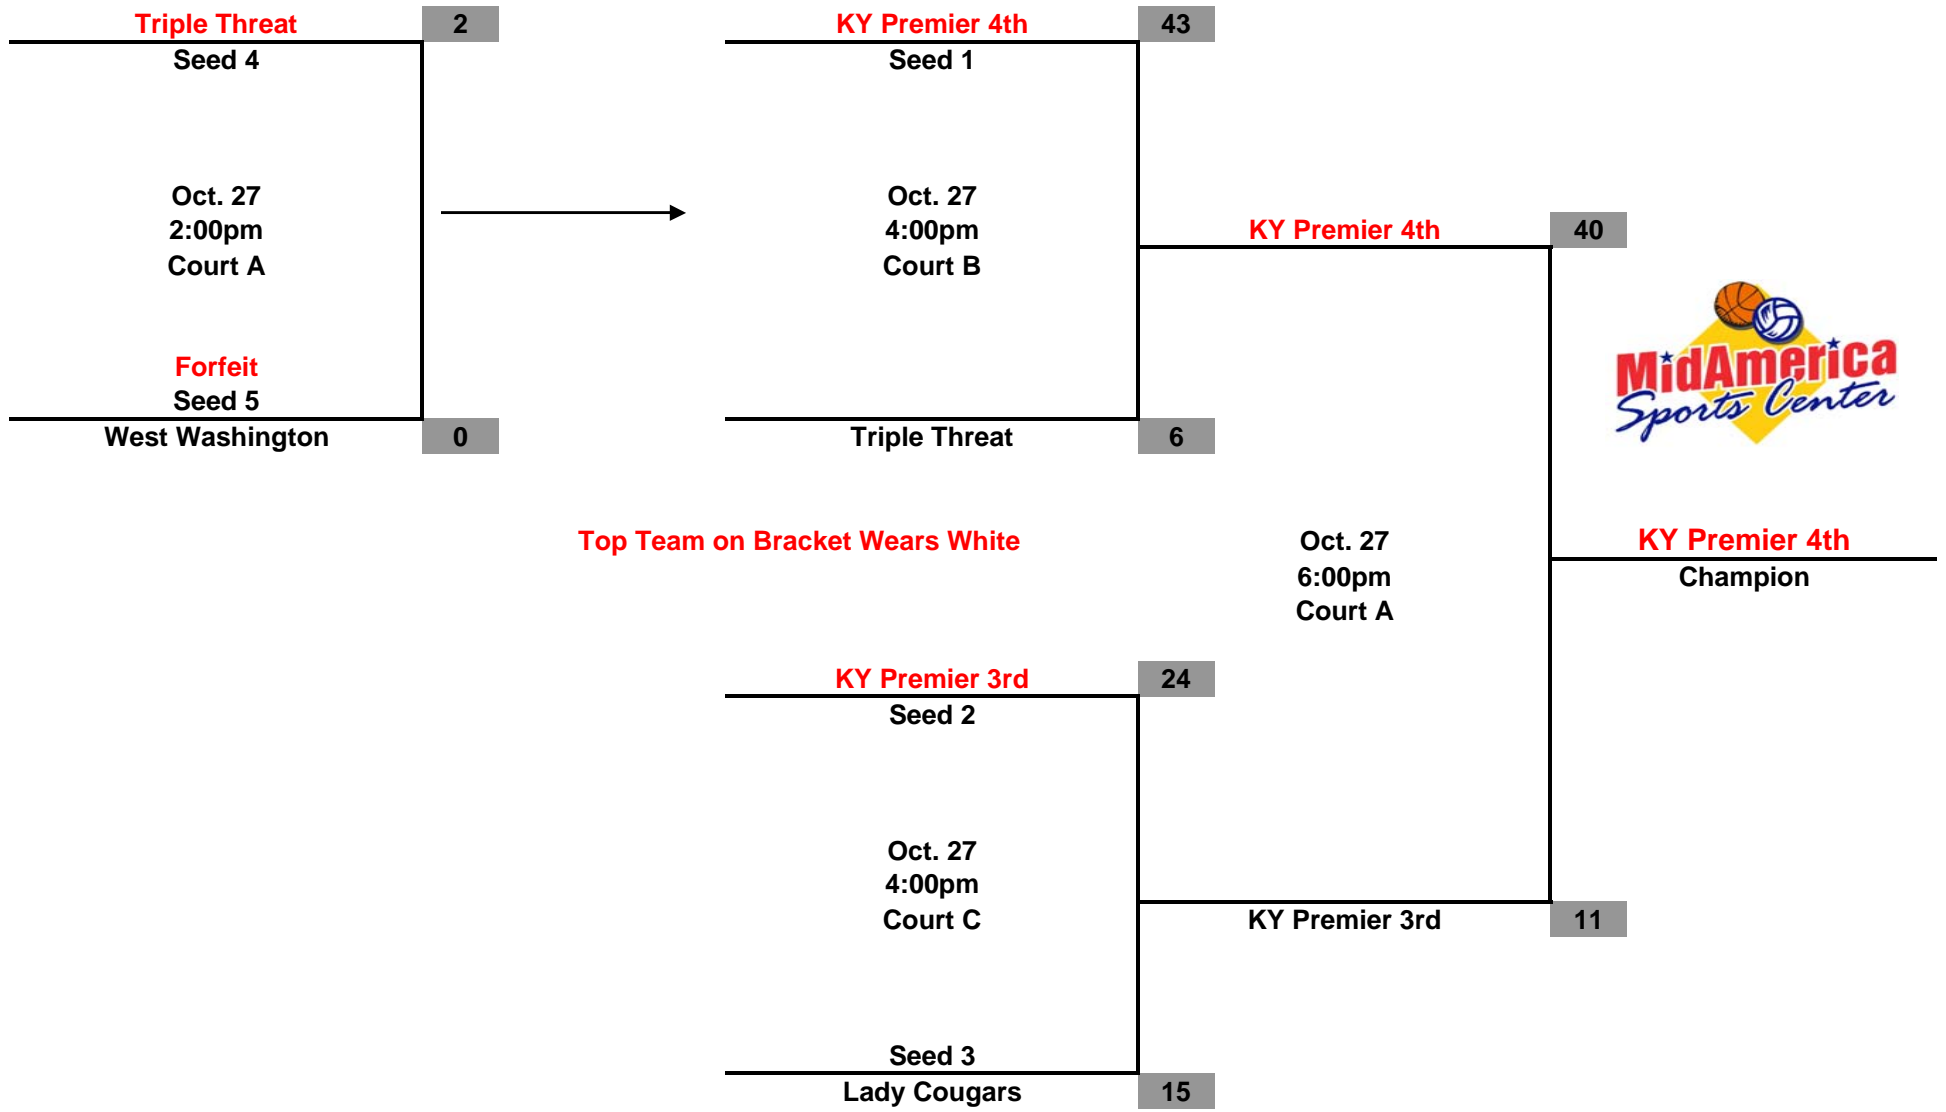 Triple Threat 2
Seed 4
Oct. 27
2:00pm
Court A
Forfeit
Seed 5
West Washington 0
KY Premier 4th 43
Seed 1
Oct. 27
4:00pm
Court B
Triple Threat 6
KY Premier 4th 40
MidAmerica
Sports Center
Top Team on Bracket Wears White
Oct. 27
6:00pm
Court A
KY Premier 4th
Champion
KY Premier 3rd 24
Seed 2
Oct. 27
4:00pm
Court C
KY Premier 3rd 11
Seed 3
Lady Cougars 15